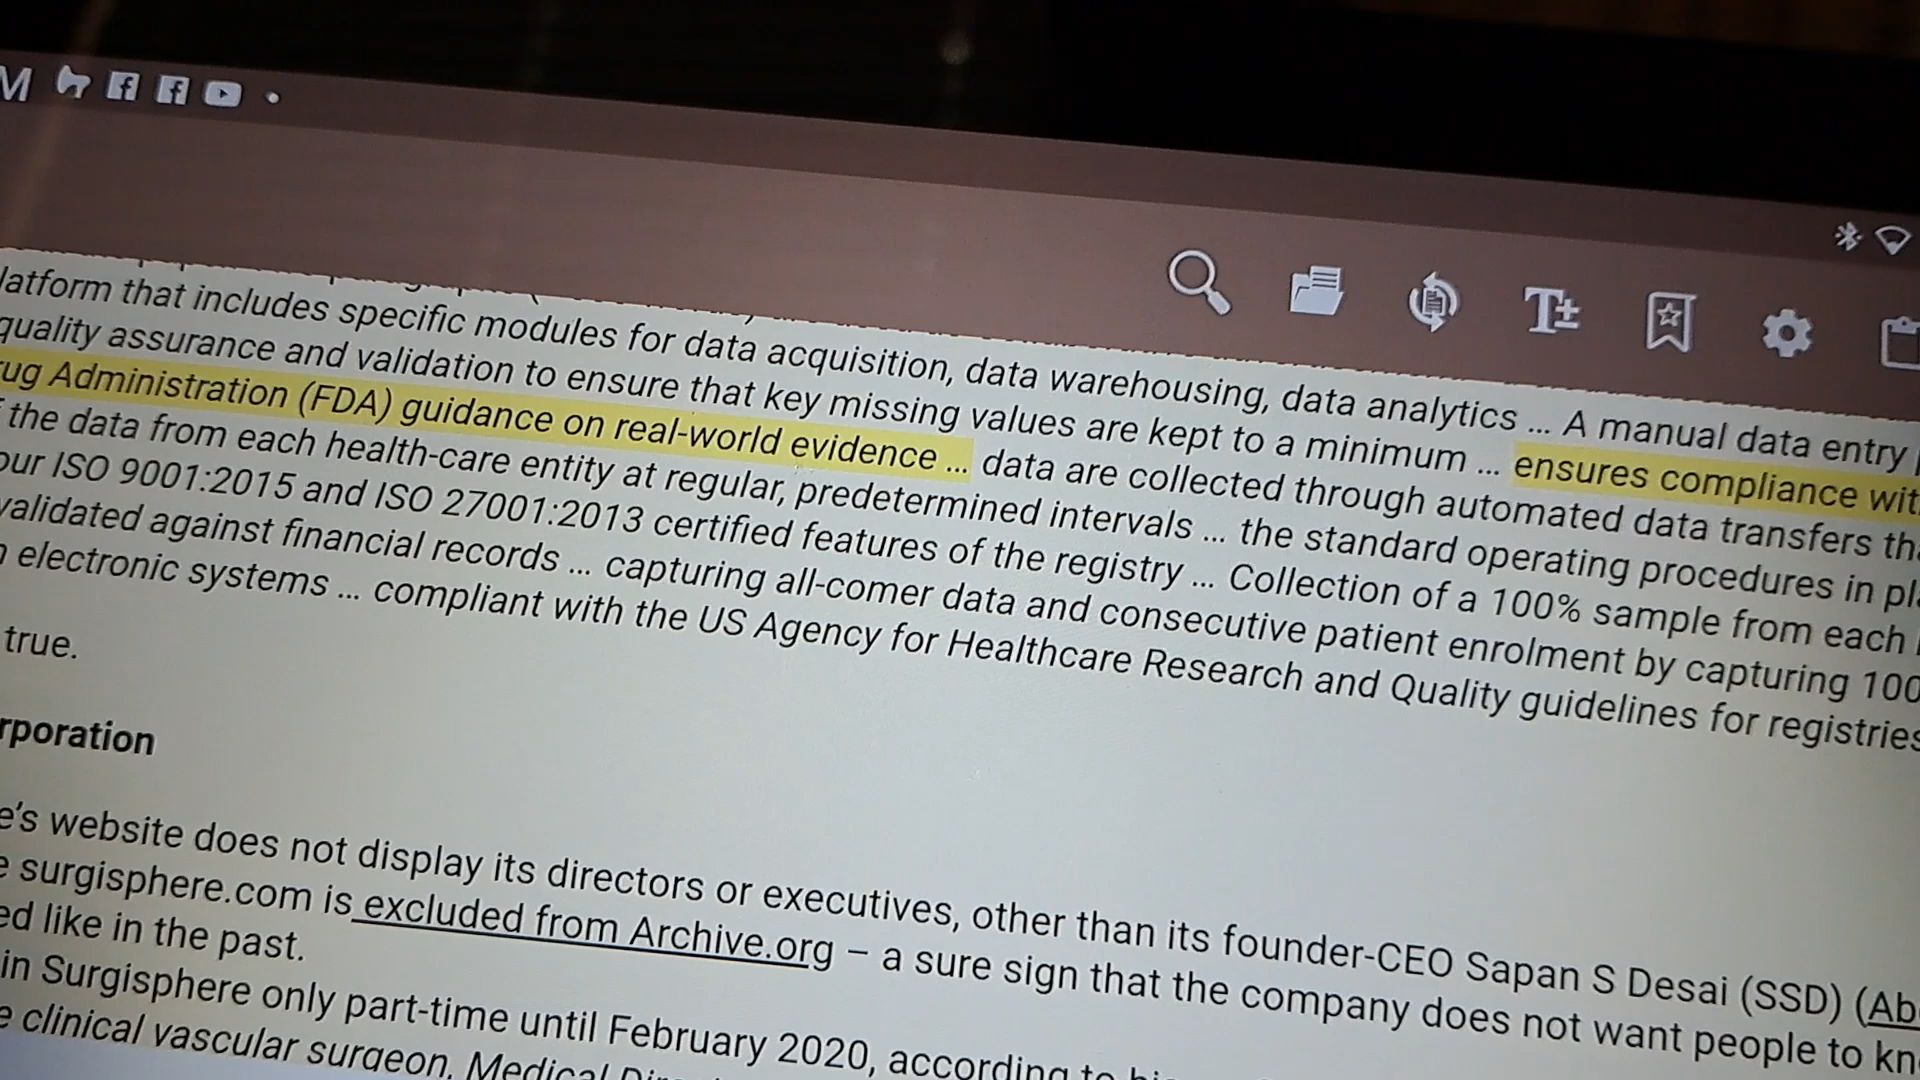 latform that includes specific modules for data acquisition, data warehousing, data analytics ... A manual data entry
quality assurance and validation to ensure that key missing values are kept to a minimum ... ensures compliance wit
rug Administration (FDA) guidance on real-world evidence ... data are collected through automated data transfers tha
f the data from each health-care entity at regular, predetermined intervals ... the standard operating procedures in pla
our ISO 9001:2015 and ISO 27001:2013 certified features of the registry ... Collection of a 100% sample from each
validated against financial records ... capturing all-comer data and consecutive patient enrolment by capturing 100
n electronic systems ... compliant with the US Agency for Healthcare Research and Quality guidelines for registries
true.
rporation
e's website does not display its directors or executives, other than its founder-CEO Sapan S Desai (SSD) (Ab
e surgisphere.com is excluded from Archive.org – a sure sign that the company does not want people to kn
ed like in the past.
in Surgisphere only part-time until February 2020, according to
e clinical vascular surgeon, Medical